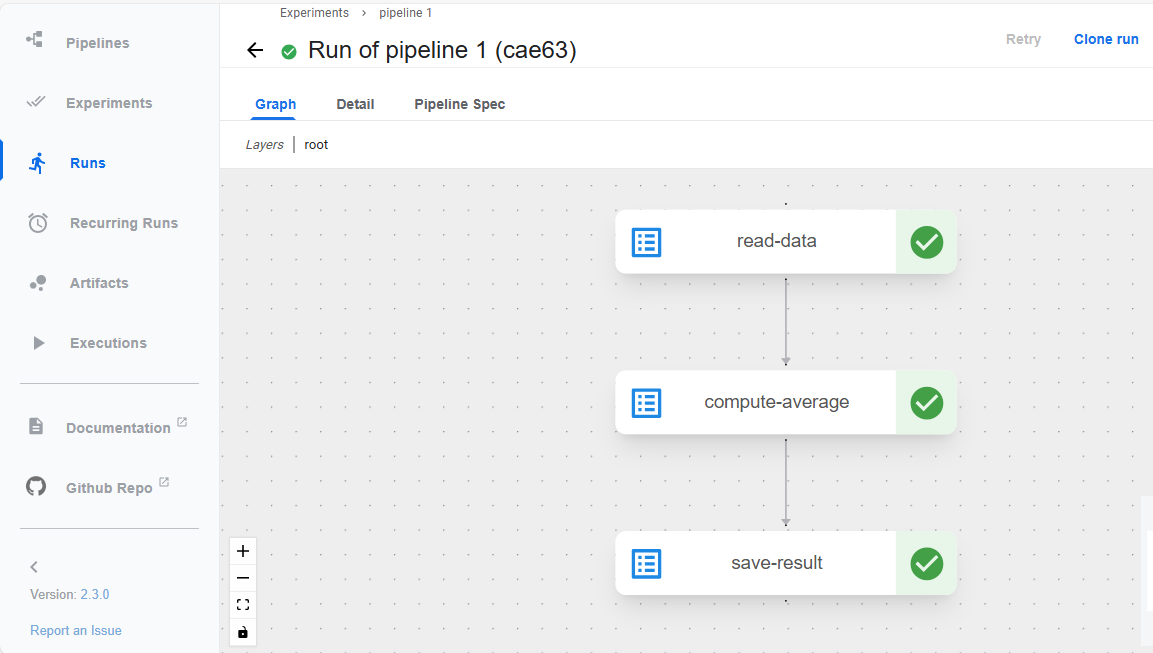 Pipelines
Experiments
Runs
Recurring Runs
Artifacts
Executions
Documentation
Github Repo
Version: 2.3.0
Report an Issue
Experiments > pipeline 1
Run of pipeline 1 (cae63)
Retry
Clone run
Graph
Detail
Pipeline Spec
Layers
root
read-data
compute-average
save-result